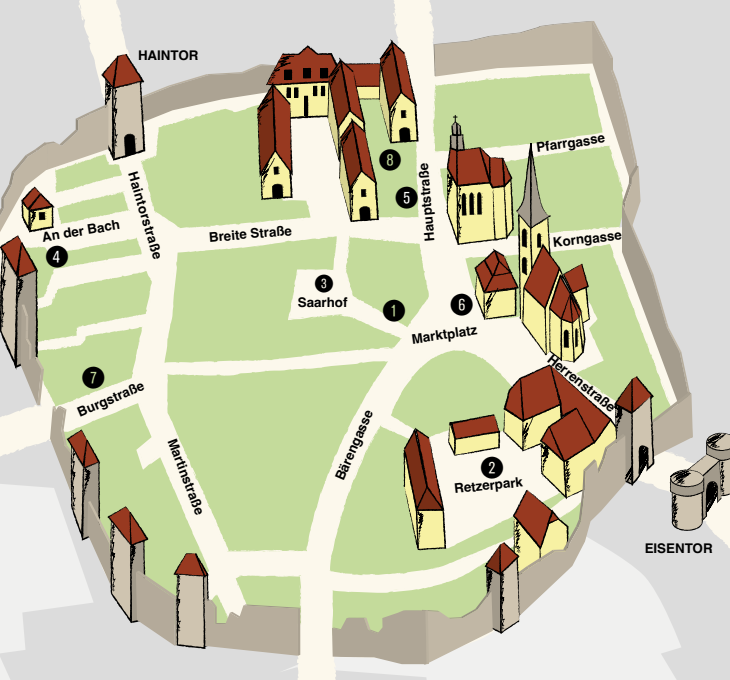 HAINTOR
Pfarrgasse
8
5
Hauptstraße
Haintorstraße
An der Bach
Breite Straße
Korngasse
4
3
Saarhof
1
6
Marktplatz
7
Burgstraße
Herrenstraße
Bärengasse
Martinstraße
2
Retzerpark
EISENTOR